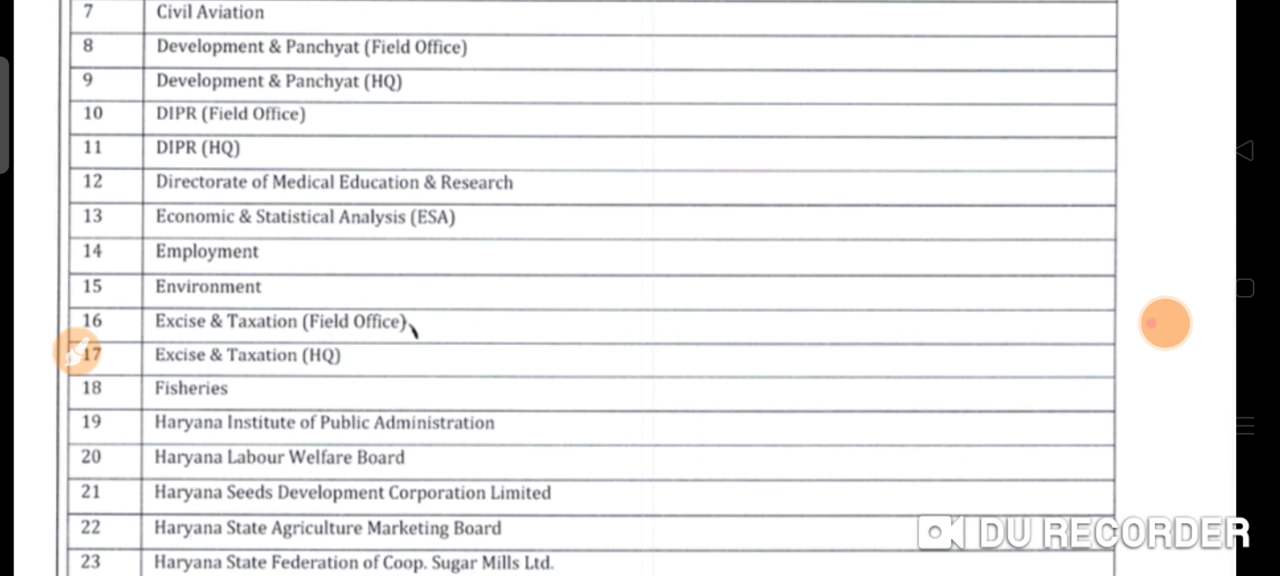 7 Civil Aviation
8 Development & Panchyat (Field Office)
9 Development & Panchyat (HQ)
10 DIPR (Field Office)
11 DIPR (HQ)
12 Directorate of Medical Education & Research
13 Economic & Statistical Analysis (ESA)
14 Employment
15 Environment
16 Excise & Taxation (Field Office)
17 Excise & Taxation (HQ)
18 Fisheries
19 Haryana Institute of Public Administration
20 Haryana Labour Welfare Board
21 Haryana Seeds Development Corporation Limited
22 Haryana State Agriculture Marketing Board
23 Haryana State Federation of Coop. Sugar Mills Ltd.
DU RECORDER